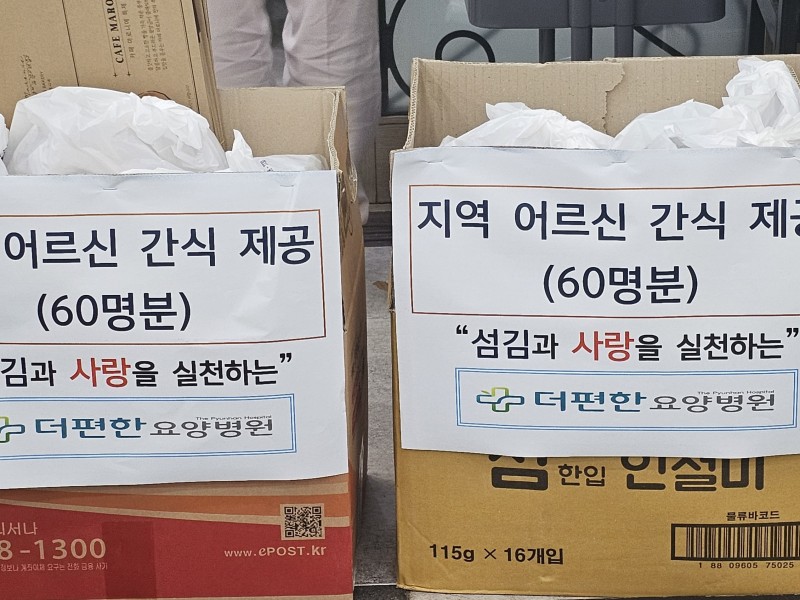 CAFE MARO
어르신 간식 제공
(60명분)
김과 사랑을 실천하는”
The Pyunhan Hospital
더편한 요양병원
8-1300
www.ePOST.kr
지역 어르신 간식 제공
(60명분)
“섬김과 사랑을 실천하는”
The Pyunhan Hospital
더편한 요양병원
한입 인절미
115g × 16개입
물류바코드
1 88 09605 75025